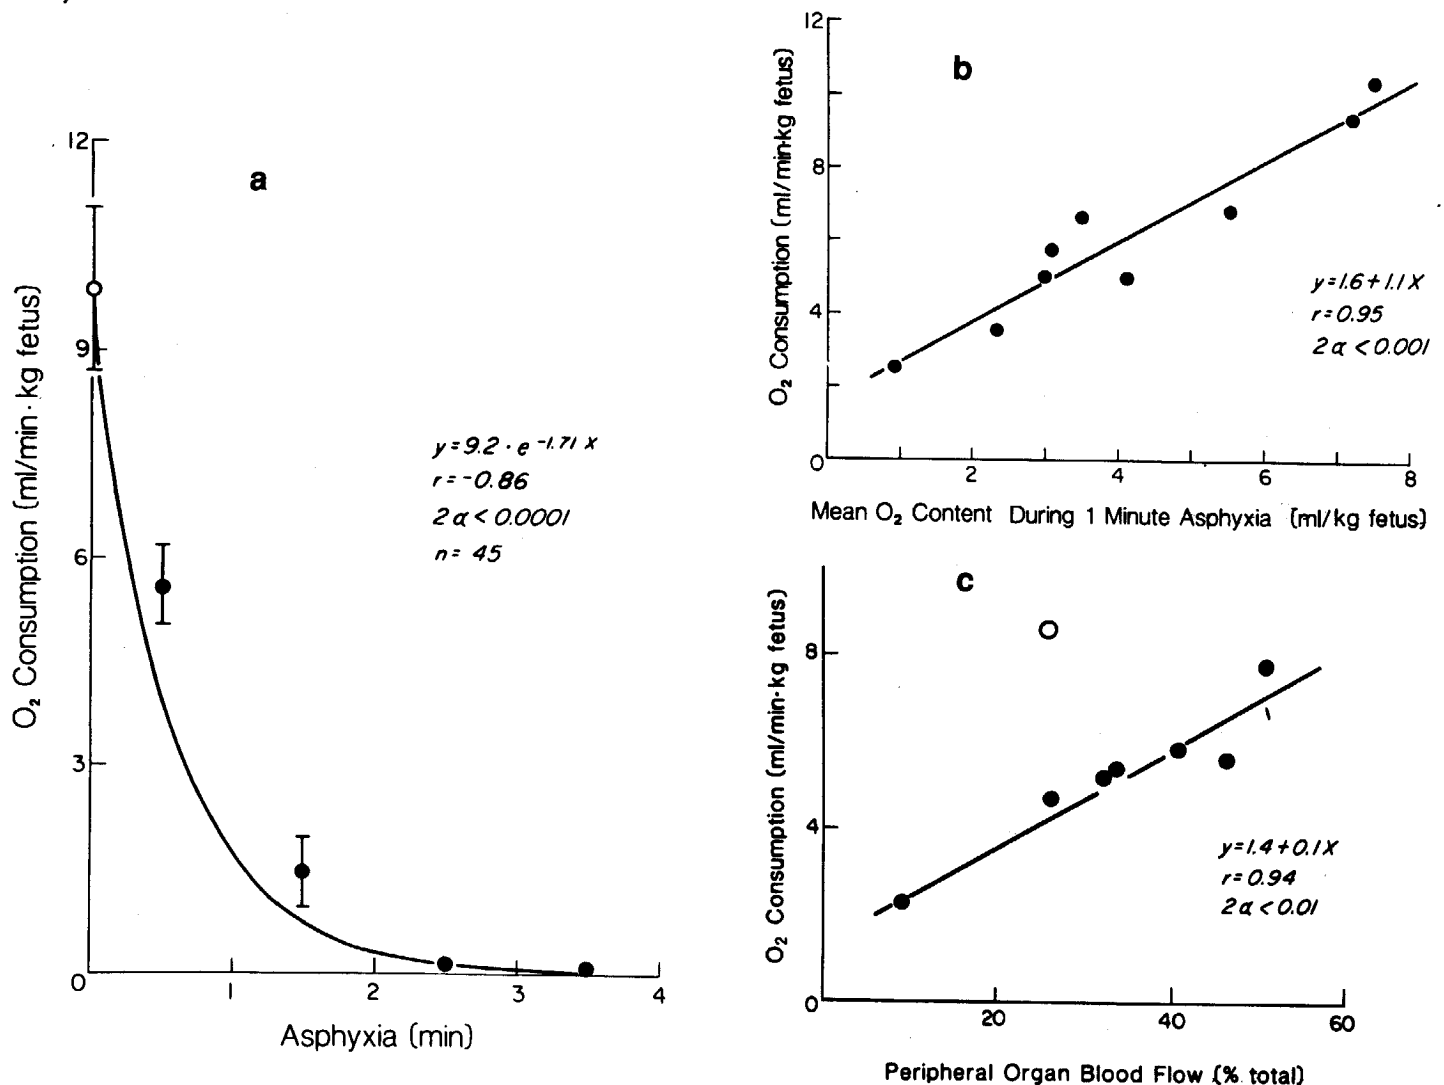 a
12
9
6
3
0
1
2
3
4
O₂ Consumption (ml/min·kg fetus)
Asphyxia (min)
y=9.2·e⁻¹·⁷¹ ˣ
r=-0.86
2α<0.0001
n= 45
b
12
8
4
0
2
4
6
8
O₂ Consumption (ml/min·kg fetus)
Mean O₂ Content During 1 Minute Asphyxia (ml/kg fetus)
y=1.6+1.1X
r=0.95
2α<0.001
c
8
4
0
20
40
60
O₂ Consumption (ml/min·kg fetus)
Peripheral Organ Blood Flow (% total)
y=1.4+0.1X
r=0.94
2α<0.01